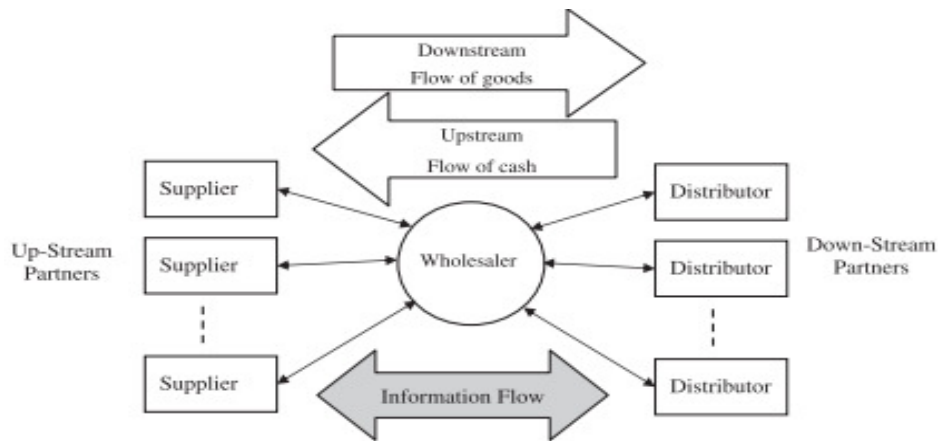 Downstream
Flow of goods
Upstream
Flow of cash
Supplier
Distributor
Up-Stream
Partners
Supplier
Wholesaler
Distributor
Down-Stream
Partners
Supplier
Information Flow
Distributor